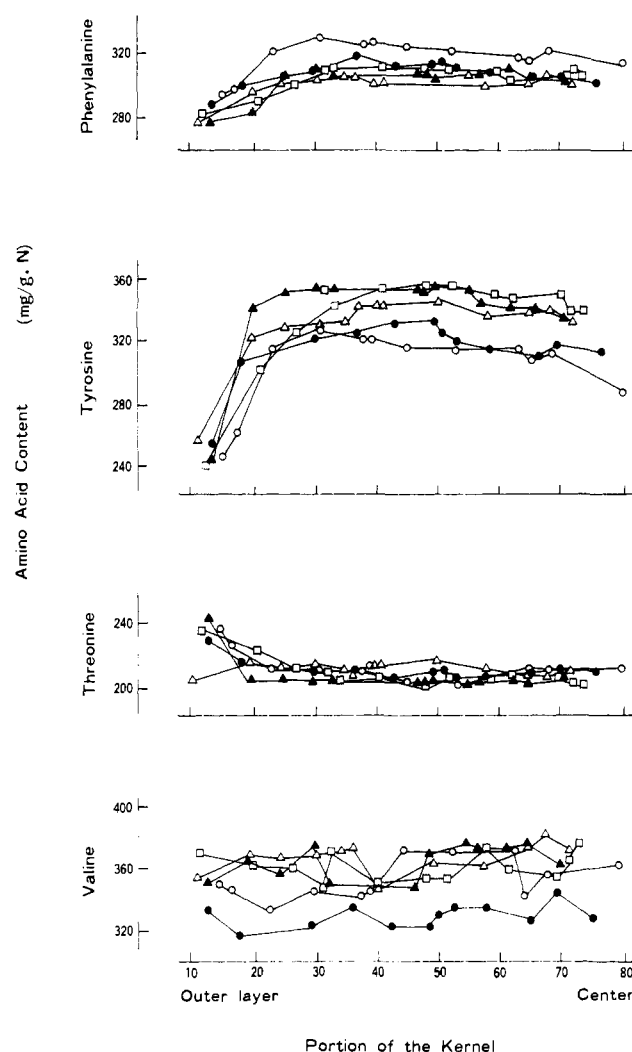 Phenylalanine
320
280
Amino Acid Content (mg/g. N)
Tyrosine
360
320
280
240
Threonine
240
200
Valine
400
360
320
10 20 30 40 50 60 70 80
Outer layer Center
Portion of the Kernel